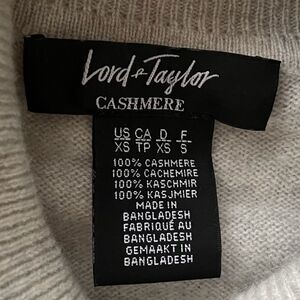 Lord & Taylor
CASHMERE
US CA D F
XS TP XS S
100% CASHMERE
100% CACHEMIRE
100% KASCHMIR
100% KASJMIER
MADE IN
BANGLADESH
FABRIQUÉ AU
BANGLADESH
GEMAAKT IN
BANGLADESH